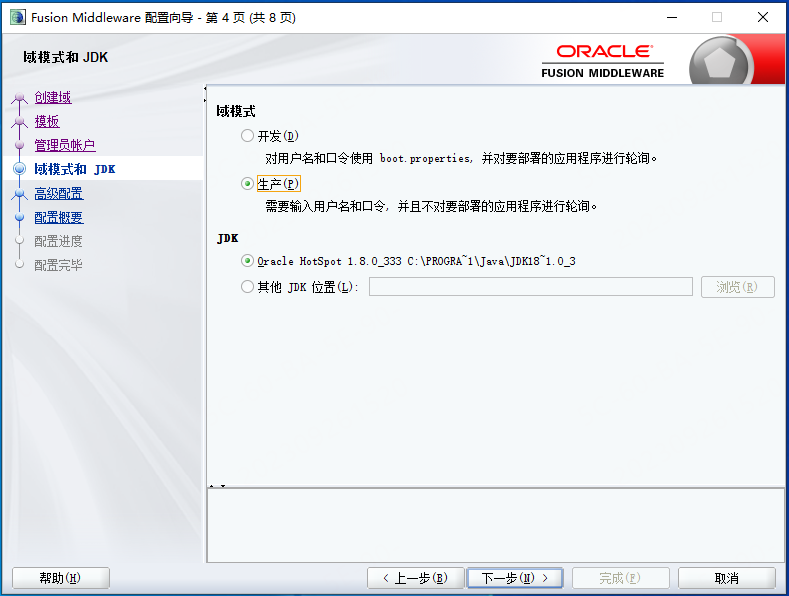 Fusion Middleware 配置向导 - 第 4 页 (共 8 页)
域模式和 JDK
ORACLE
FUSION MIDDLEWARE
创建域
模板
管理员帐户
域模式和 JDK
高级配置
配置概要
配置进度
配置完毕
域模式
开发(D)
对用户名和口令使用 boot.properties, 并对要部署的应用程序进行轮询。
生产(P)
需要输入用户名和口令, 并且不对要部署的应用程序进行轮询。
JDK
Oracle HotSpot 1.8.0_333 C:\PROGRA~1\Java\JDK18~1.0_3
其他 JDK 位置(L):
浏览(R)
帮助(H)
< 上一步(B)
下一步(N) >
完成(F)
取消